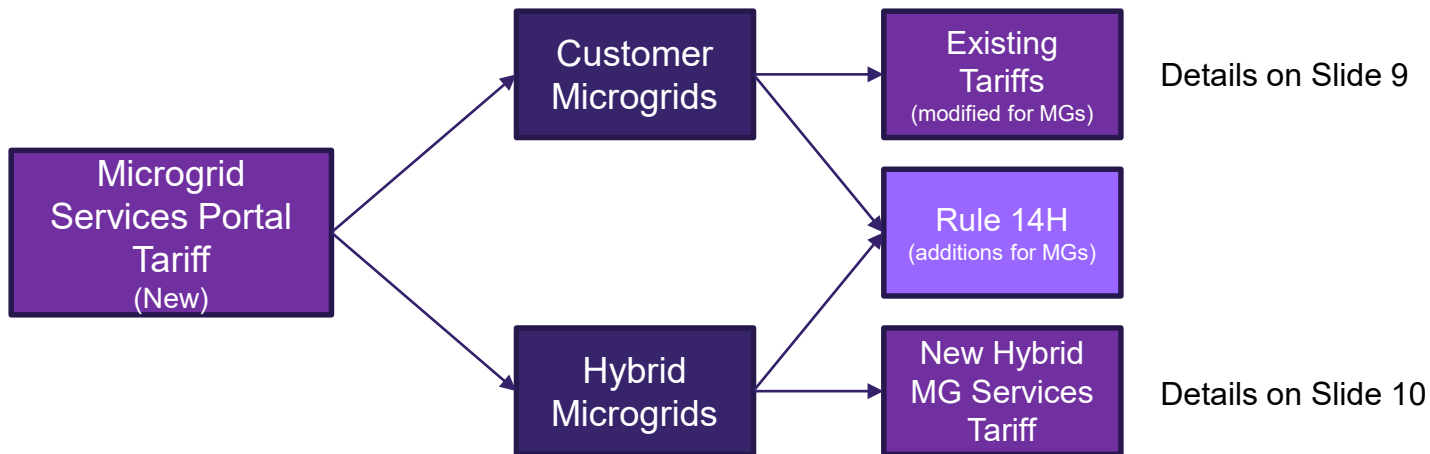 Microgrid
Services Portal
Tariff
(New)
Customer
Microgrids
Hybrid
Microgrids
Existing
Tariffs
(modified for MGs)
Details on Slide 9
Rule 14H
(additions for MGs)
New Hybrid
MG Services
Tariff
Details on Slide 10